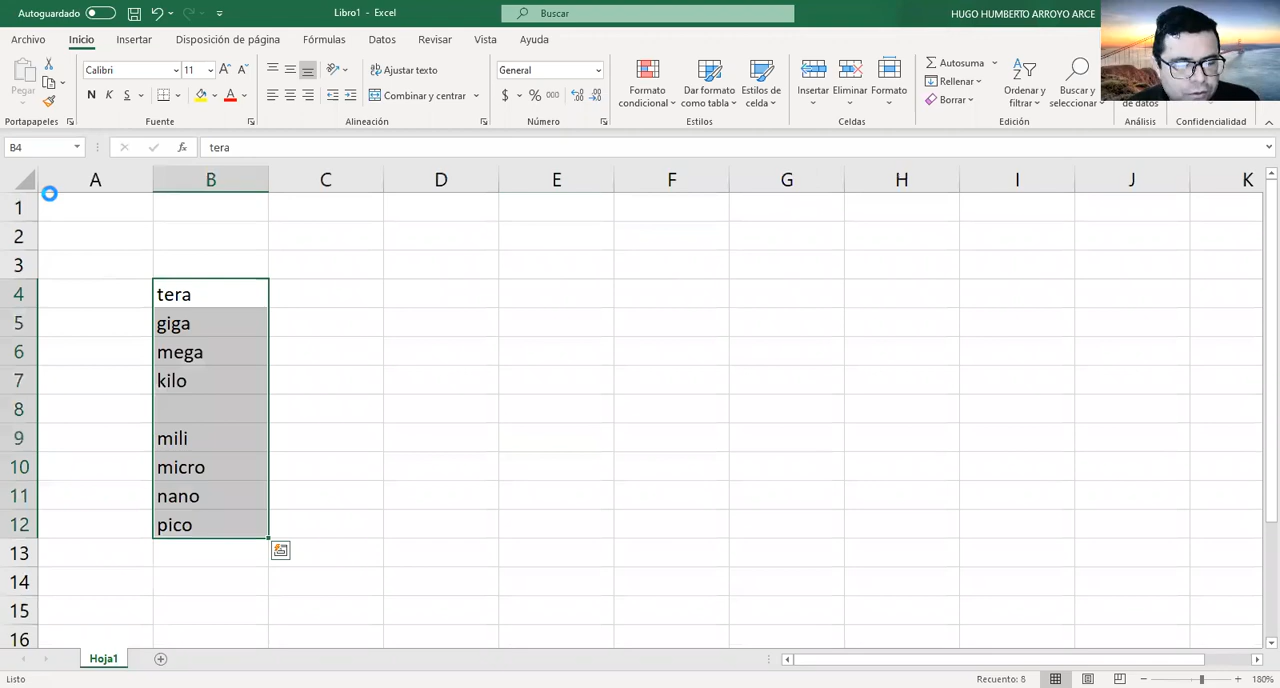 Autoguardado
Libro1 - Excel
Buscar
HUGO HUMBERTO ARROYO ARCE
Archivo Inicio Insertar Disposición de página Fórmulas Datos Revisar Vista Ayuda
Pegar
Portapapeles
Calibri 11
N K S
Fuente
Ajustar texto
Combinar y centrar
Alineación
General
$ % 000
Número
Formato condicional
Dar formato como tabla
Estilos de celda
Estilos
Insertar Eliminar Formato
Celdas
Autosuma
Rellenar
Borrar
Ordenar y filtrar
Buscar y seleccionar
Edición
de datos
Análisis
Confidencialidad
B4 fx tera
A B C D E F G H I J K
1
2
3
4 tera
5 giga
6 mega
7 kilo
8
9 mili
10 micro
11 nano
12 pico
13
14
15
16
Hoja1
Listo
Recuento: 8
180%